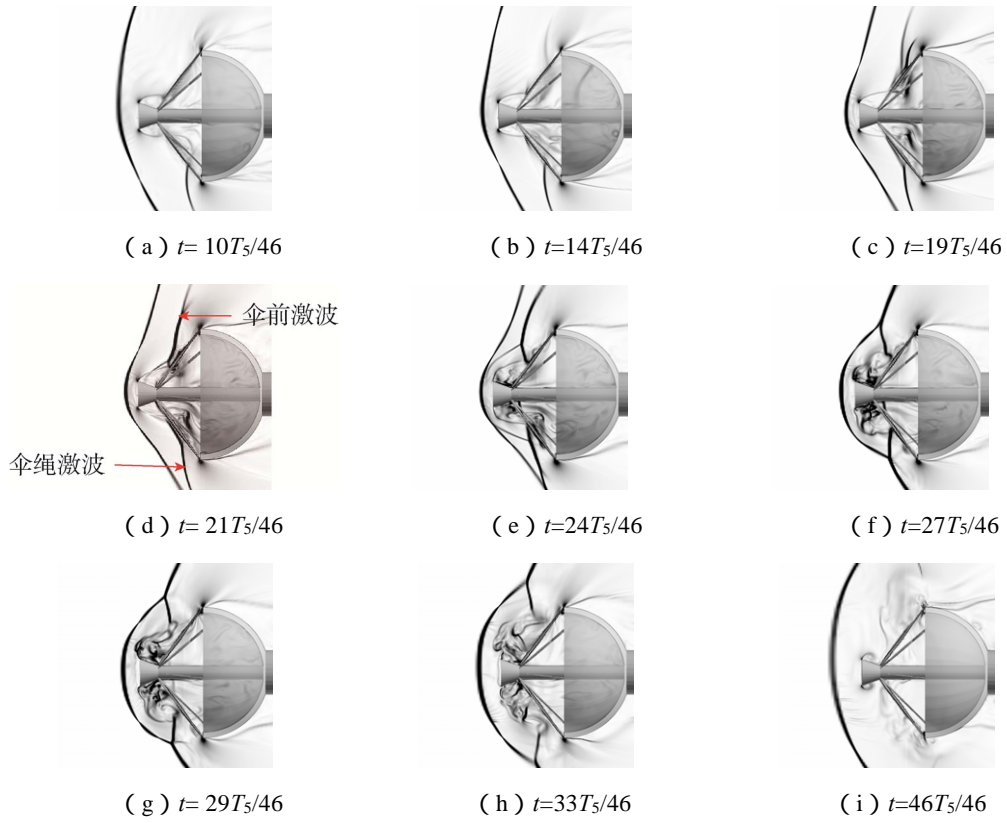 （a）t= 10T₅/46
（b）t=14T₅/46
（c）t=19T₅/46
伞前激波
伞绳激波
（d）t= 21T₅/46
（e）t=24T₅/46
（f）t=27T₅/46
（g）t= 29T₅/46
（h）t=33T₅/46
（i）t=46T₅/46